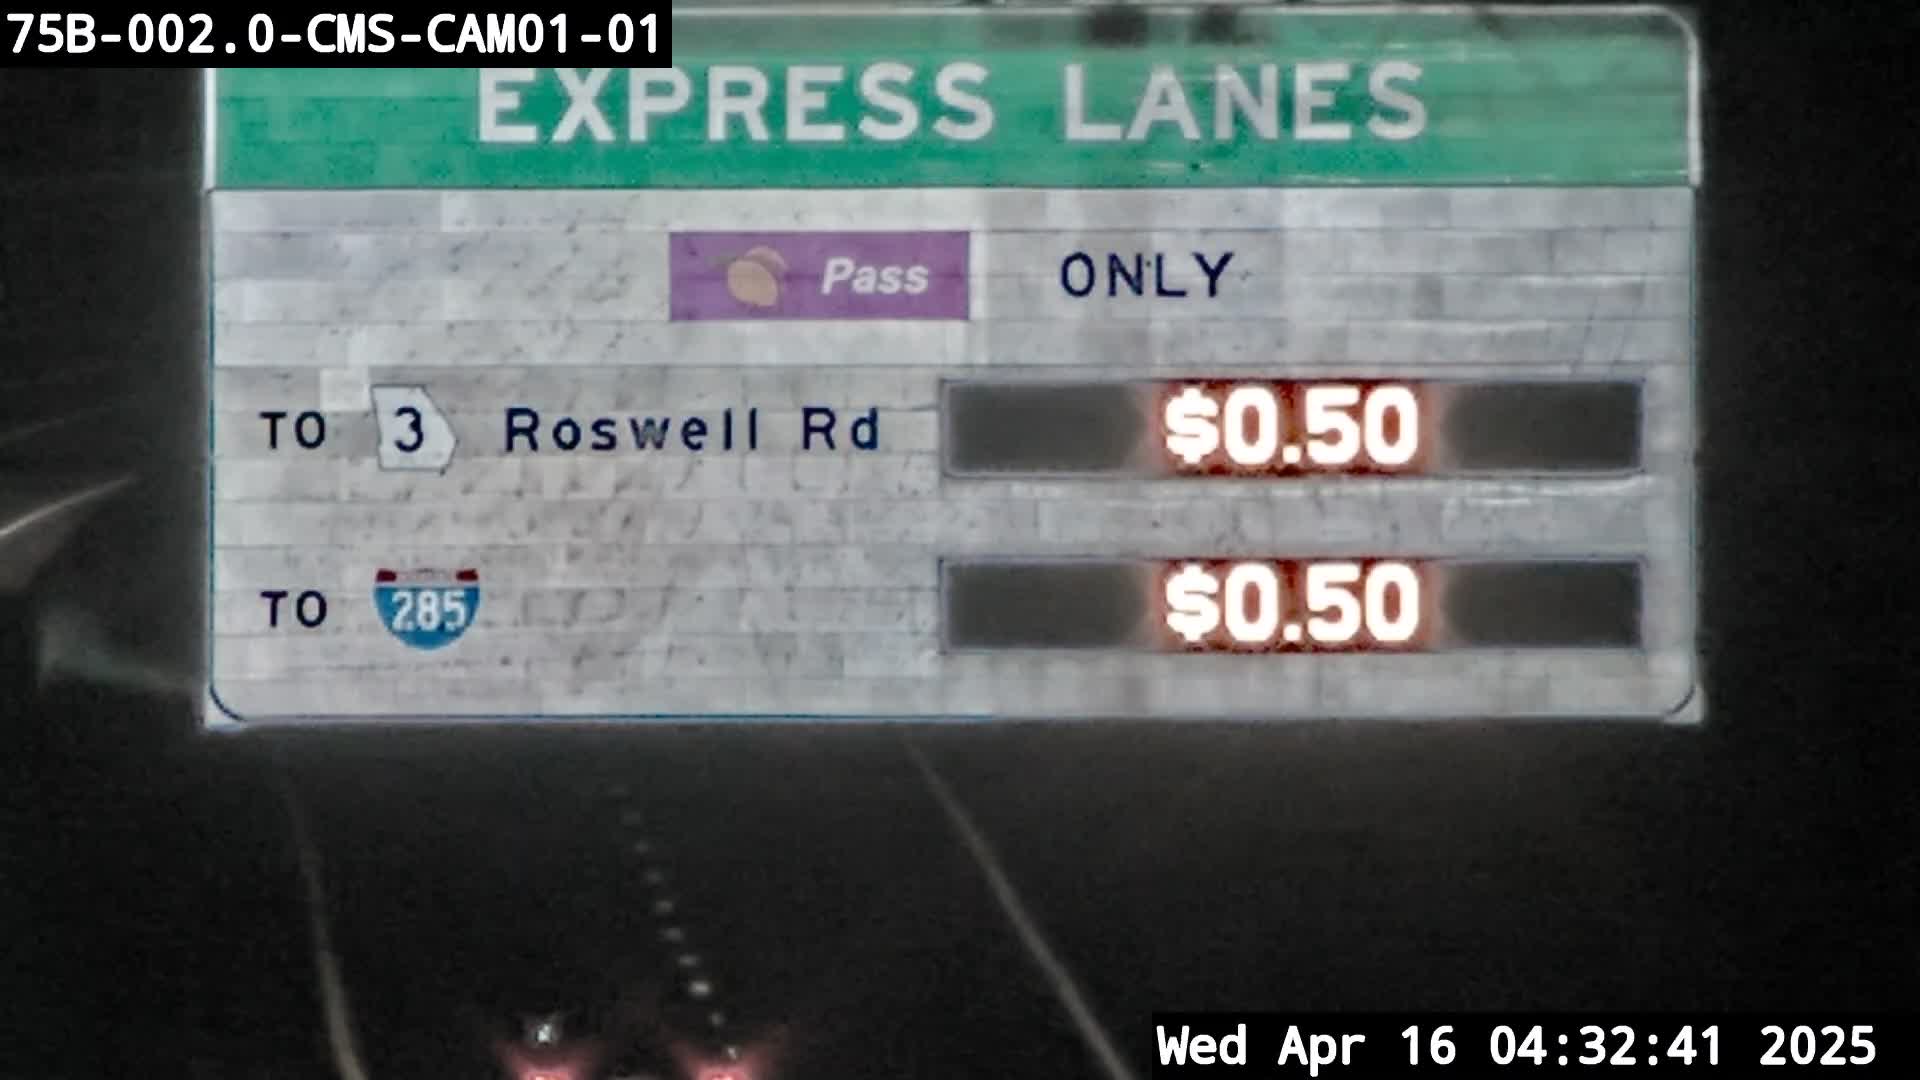 75B-002.0-CMS-CAM01-01
EXPRESS LANES
Pass ONLY
TO 3 Roswell Rd $0.50
TO 285 $0.50
Wed Apr 16 04:32:41 2025